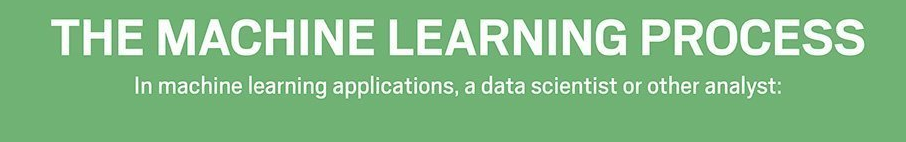 THE MACHINE LEARNING PROCESS
In machine learning applications, a data scientist or other analyst: